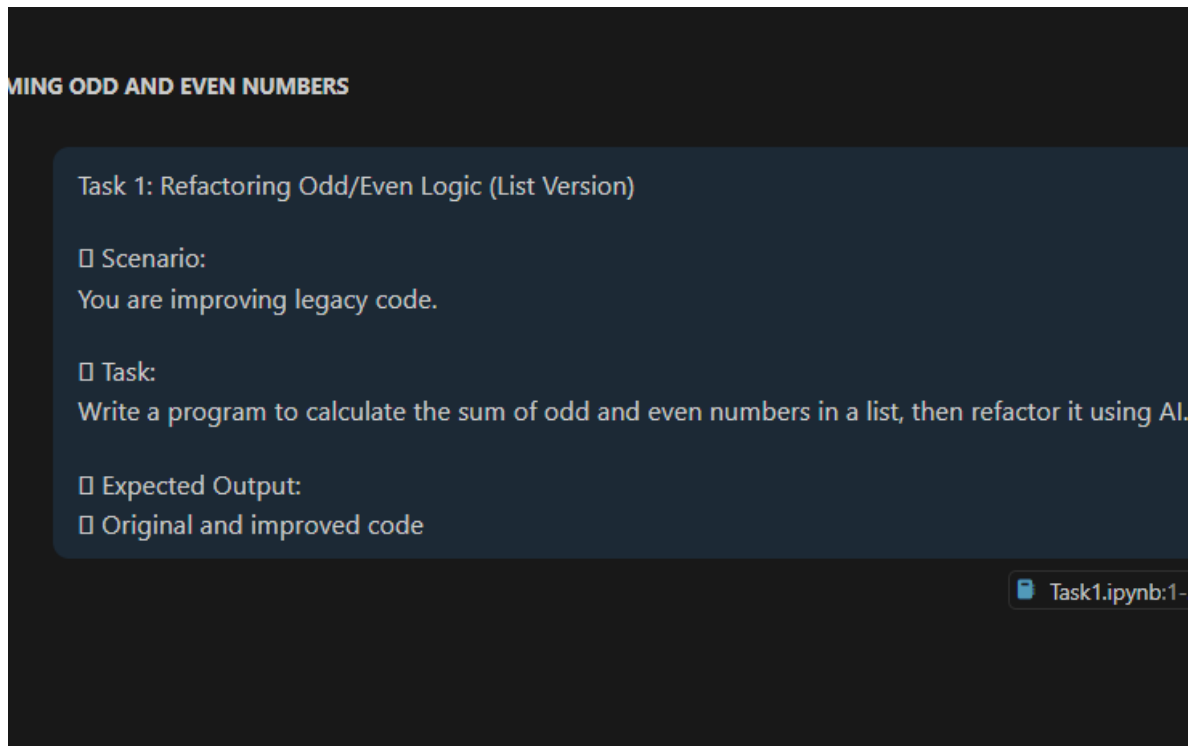 MING ODD AND EVEN NUMBERS
Task 1: Refactoring Odd/Even Logic (List Version)
Scenario:
You are improving legacy code.
Task:
Write a program to calculate the sum of odd and even numbers in a list, then refactor it using AI.
Expected Output:
Original and improved code
Task1.ipynb:1-